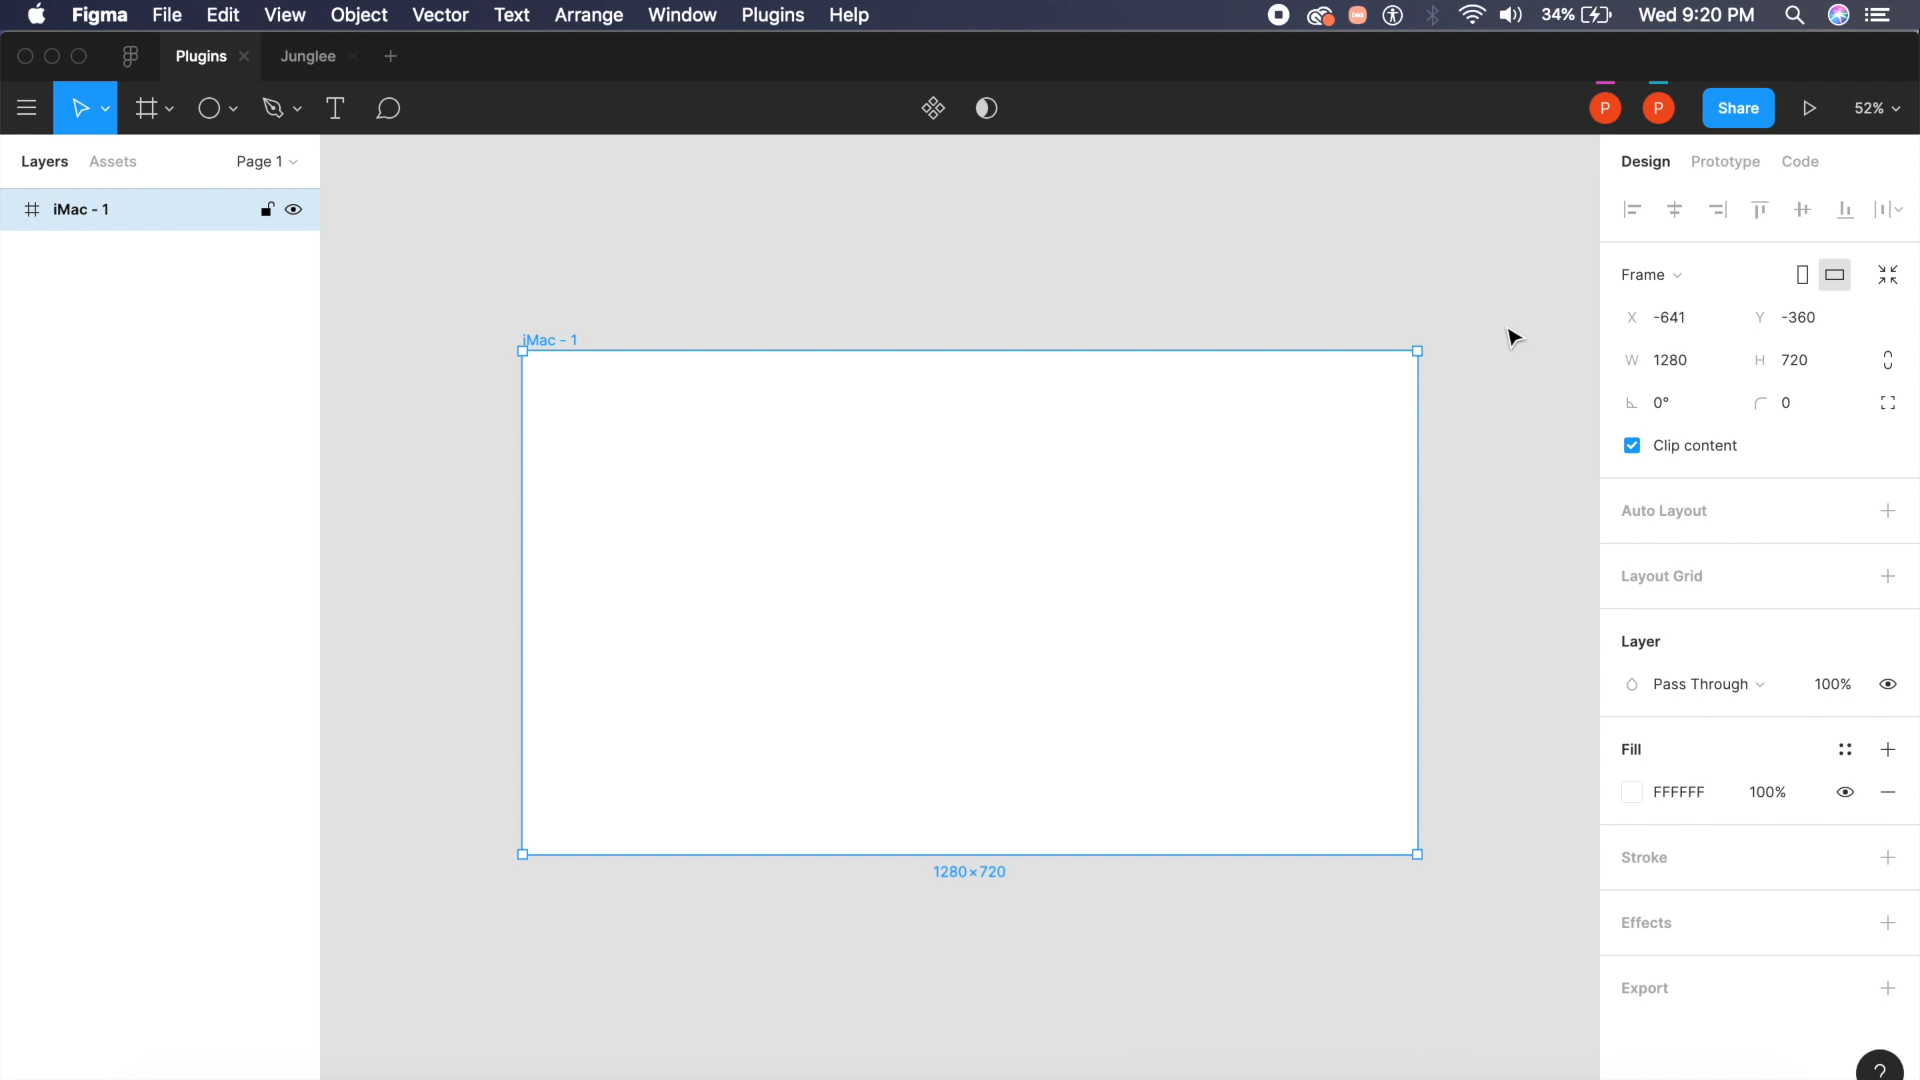 Figma File Edit View Object Vector Text Arrange Window Plugins Help 34% Wed 9:20 PM
Plugins Junglee
P P Share 52%
Layers Assets Page 1
iMac - 1
iMac - 1
1280×720
Design Prototype Code
Frame
X -641 Y -360
W 1280 H 720
0° 0
Clip content
Auto Layout
Layout Grid
Layer
Pass Through 100%
Fill
FFFFFF 100%
Stroke
Effects
Export
?